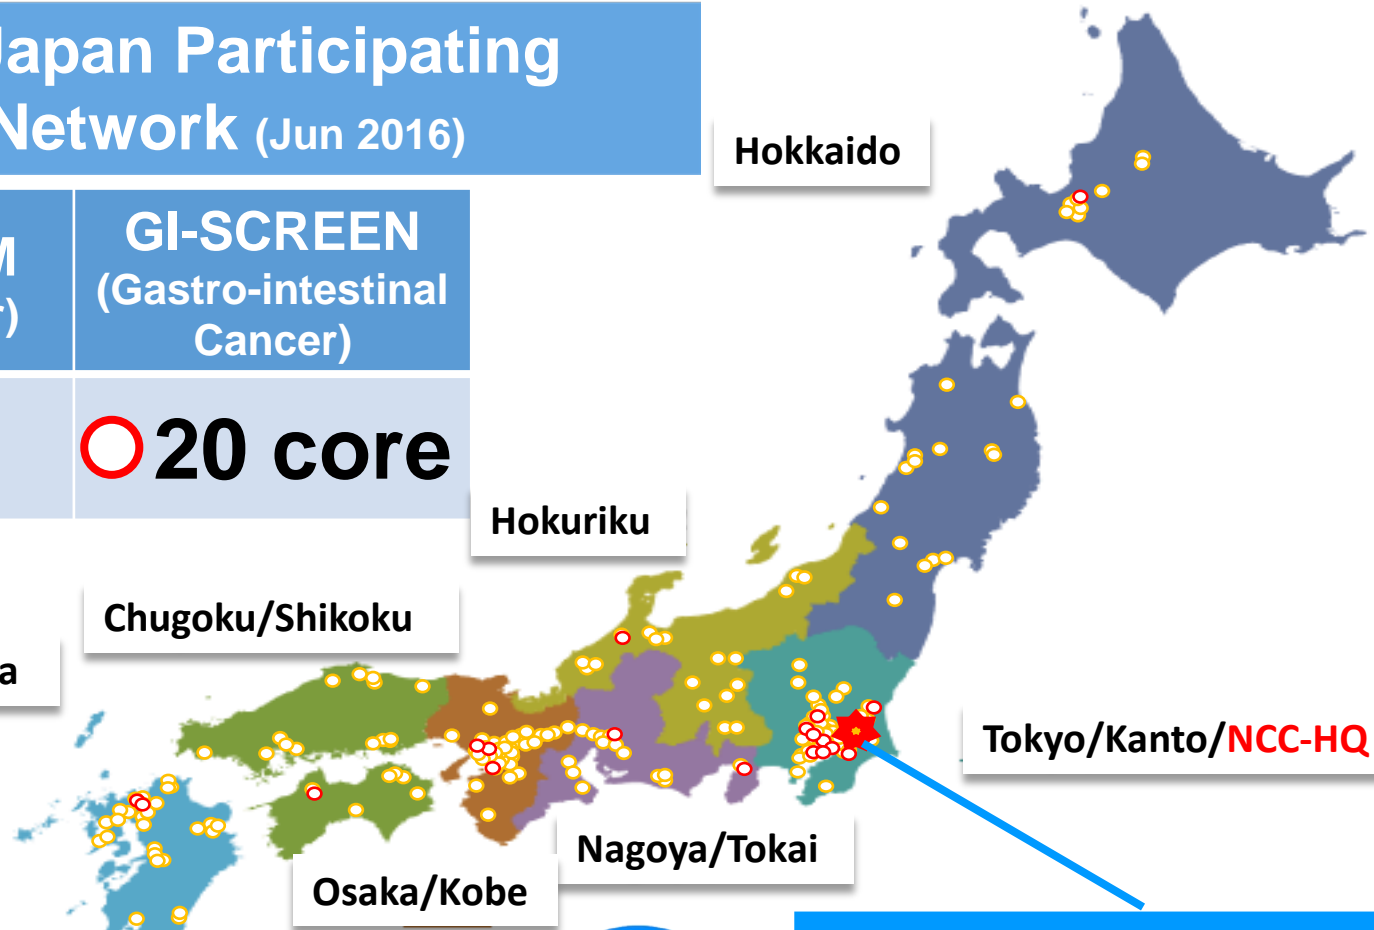 Japan Participating
Network (Jun 2016)
Hokkaido
M
r)
GI-SCREEN
(Gastro-intestinal
Cancer)
20 core
Hokuriku
Chugoku/Shikoku
a
Tokyo/Kanto/NCC-HQ
Nagoya/Tokai
Osaka/Kobe